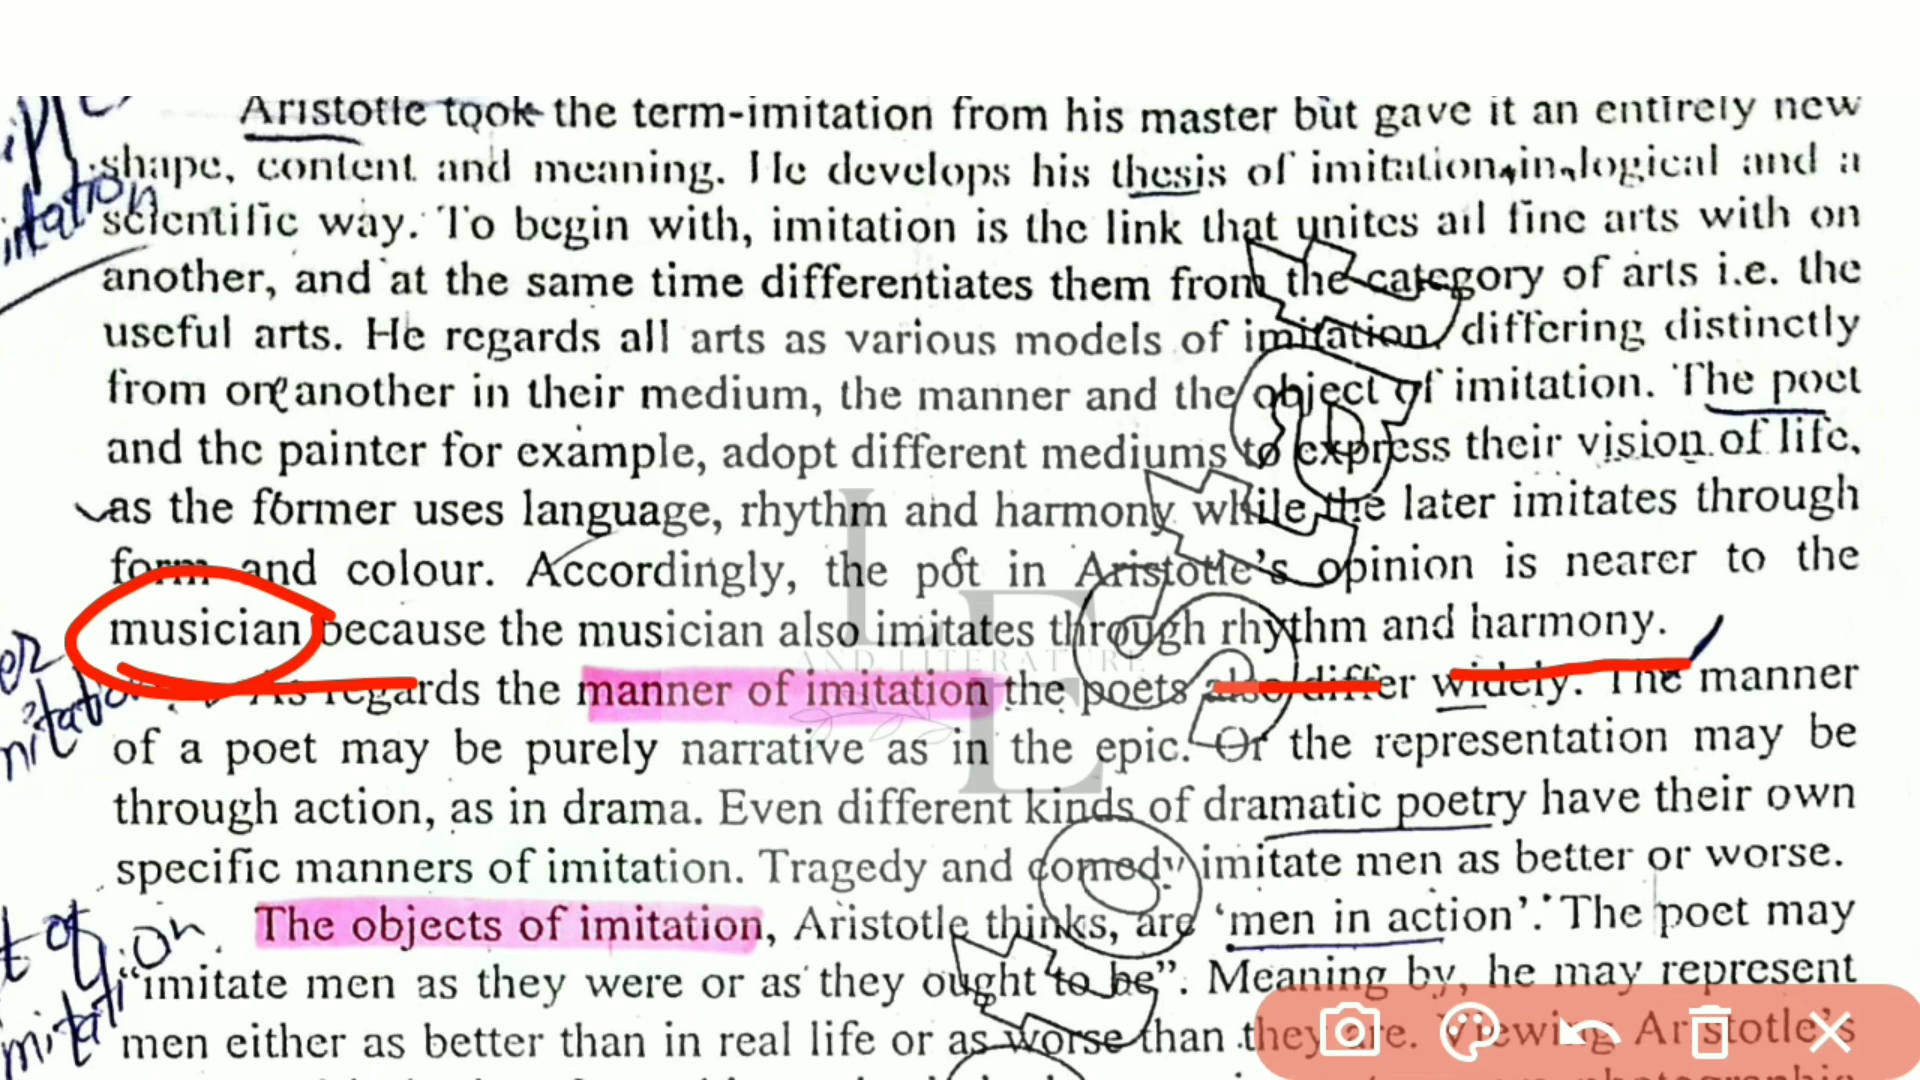 Aristotle took the term-imitation from his master but gave it an entirely new
shape, content and meaning. He develops his thesis of imitation in logical and a
scientific way. To begin with, imitation is the link that unites all fine arts with on
another, and at the same time differentiates them from the category of arts i.e. the
useful arts. He regards all arts as various models of imitation, differing distinctly
from one another in their medium, the manner and the object of imitation. The poet
and the painter for example, adopt different mediums to express their vision of life,
as the former uses language, rhythm and harmony while the later imitates through
form and colour. Accordingly, the pot in Aristotle's opinion is nearer to the
musician because the musician also imitates through rhythm and harmony.
As regards the manner of imitation the poets also differ widely. The manner
of a poet may be purely narrative as in the epic. Or the representation may be
through action, as in drama. Even different kinds of dramatic poetry have their own
specific manners of imitation. Tragedy and comedy imitate men as better or worse.
The objects of imitation, Aristotle thinks, are 'men in action'. The poet may
"imitate men as they were or as they ought to be". Meaning by, he may represent
men either as better than in real life or as worse than they are. Viewing Aristotle's
L E
AND LITERATURE